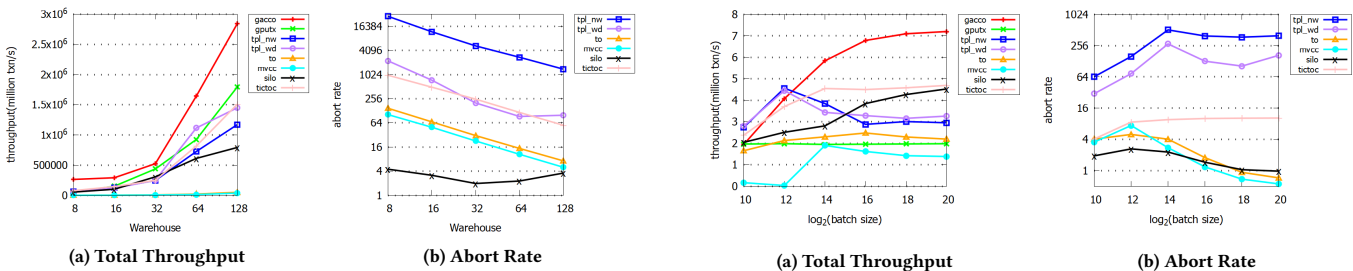 throughput(million txn/s)
3x10^6
2.5x10^6
2x10^6
1.5x10^6
1x10^6
500000
0
8 16 32 64 128
Warehouse
gacco
gputx
tpl_nw
tpl_wd
to
mvcc
silo
tictoc
(a) Total Throughput
abort rate
16384
4096
1024
256
64
16
4
1
8 16 32 64 128
Warehouse
tpl_nw
tpl_wd
to
mvcc
silo
tictoc
(b) Abort Rate
throughput(million txn/s)
8
7
6
5
4
3
2
1
0
10 12 14 16 18 20
log2(batch size)
gacco
gputx
tpl_nw
tpl_wd
to
mvcc
silo
tictoc
(a) Total Throughput
abort rate
1024
256
64
16
4
1
10 12 14 16 18 20
log2(batch size)
tpl_nw
tpl_wd
to
mvcc
silo
tictoc
(b) Abort Rate